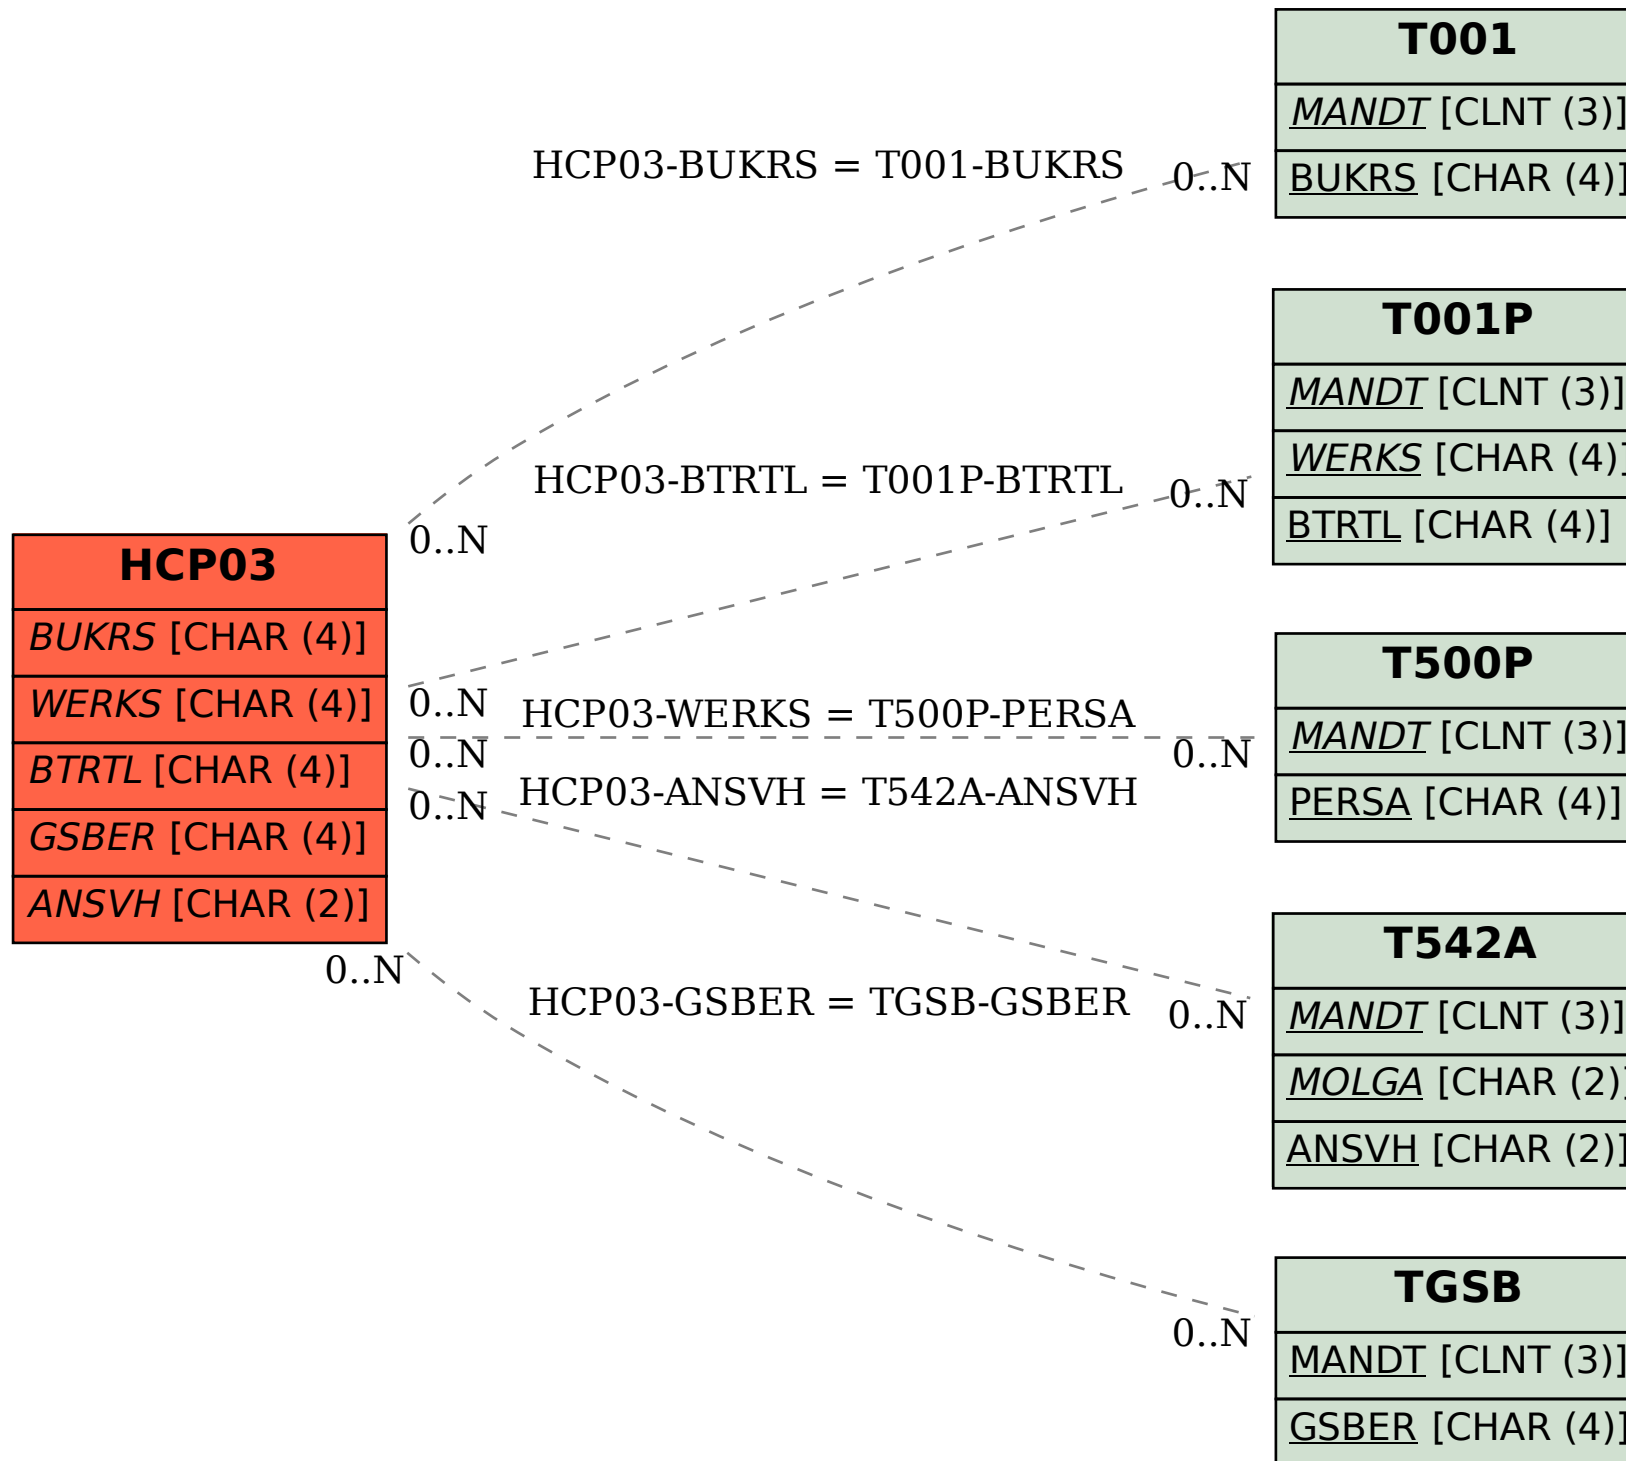 T001
MANDT [CLNT (3)]
BUKRS [CHAR (4)]
HCP03-BUKRS = T001-BUKRS
0..N
0..N
T001P
MANDT [CLNT (3)]
WERKS [CHAR (4)]
BTRTL [CHAR (4)]
HCP03-BTRTL = T001P-BTRTL
0..N
0..N
HCP03
BUKRS [CHAR (4)]
WERKS [CHAR (4)]
BTRTL [CHAR (4)]
GSBER [CHAR (4)]
ANSVH [CHAR (2)]
T500P
MANDT [CLNT (3)]
PERSA [CHAR (4)]
HCP03-WERKS = T500P-PERSA
0..N
0..N
HCP03-ANSVH = T542A-ANSVH
0..N
0..N
T542A
MANDT [CLNT (3)]
MOLGA [CHAR (2)]
ANSVH [CHAR (2)]
HCP03-GSBER = TGSB-GSBER
0..N
0..N
TGSB
MANDT [CLNT (3)]
GSBER [CHAR (4)]